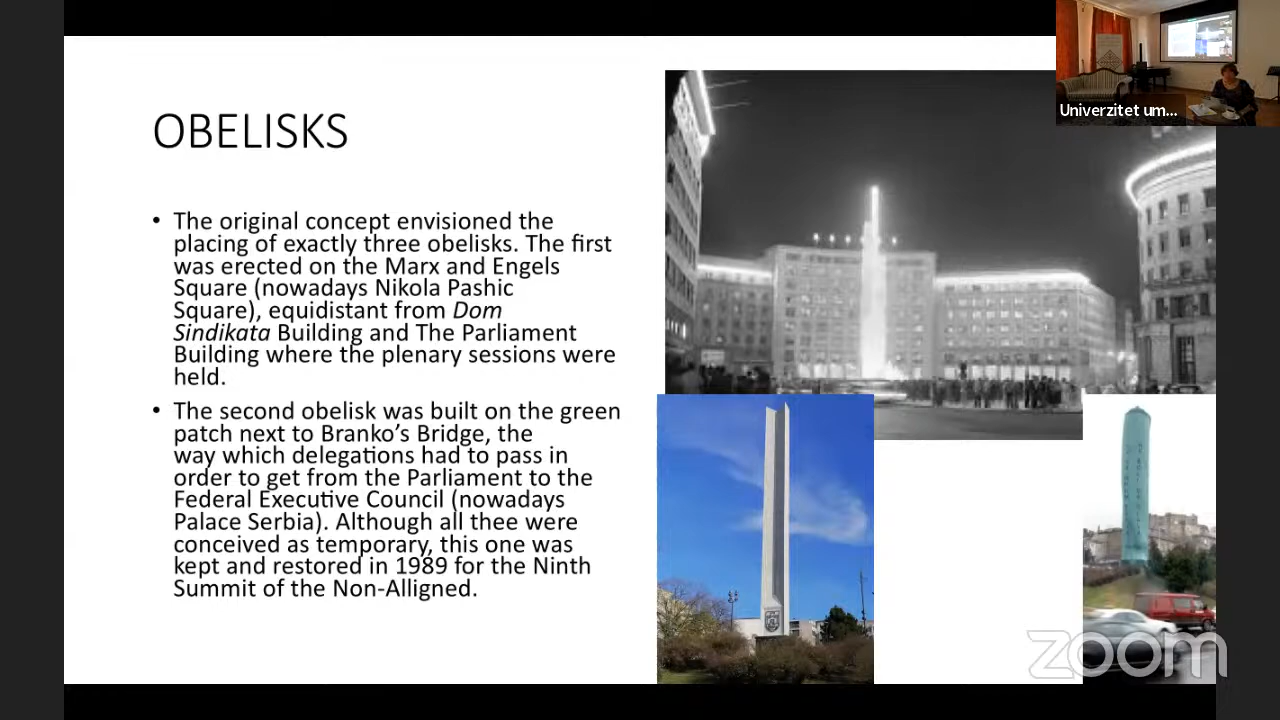 Univerzitet um...
OBELISKS
• The original concept envisioned the
placing of exactly three obelisks. The first
was erected on the Marx and Engels
Square (nowadays Nikola Pashic
Square), equidistant from Dom
Sindikata Building and The Parliament
Building where the plenary sessions were
held.
• The second obelisk was built on the green
patch next to Branko’s Bridge, the
way which delegations had to pass in
order to get from the Parliament to the
Federal Executive Council (nowadays
Palace Serbia). Although all thee were
conceived as temporary, this one was
kept and restored in 1989 for the Ninth
Summit of the Non-Alligned.
zoom